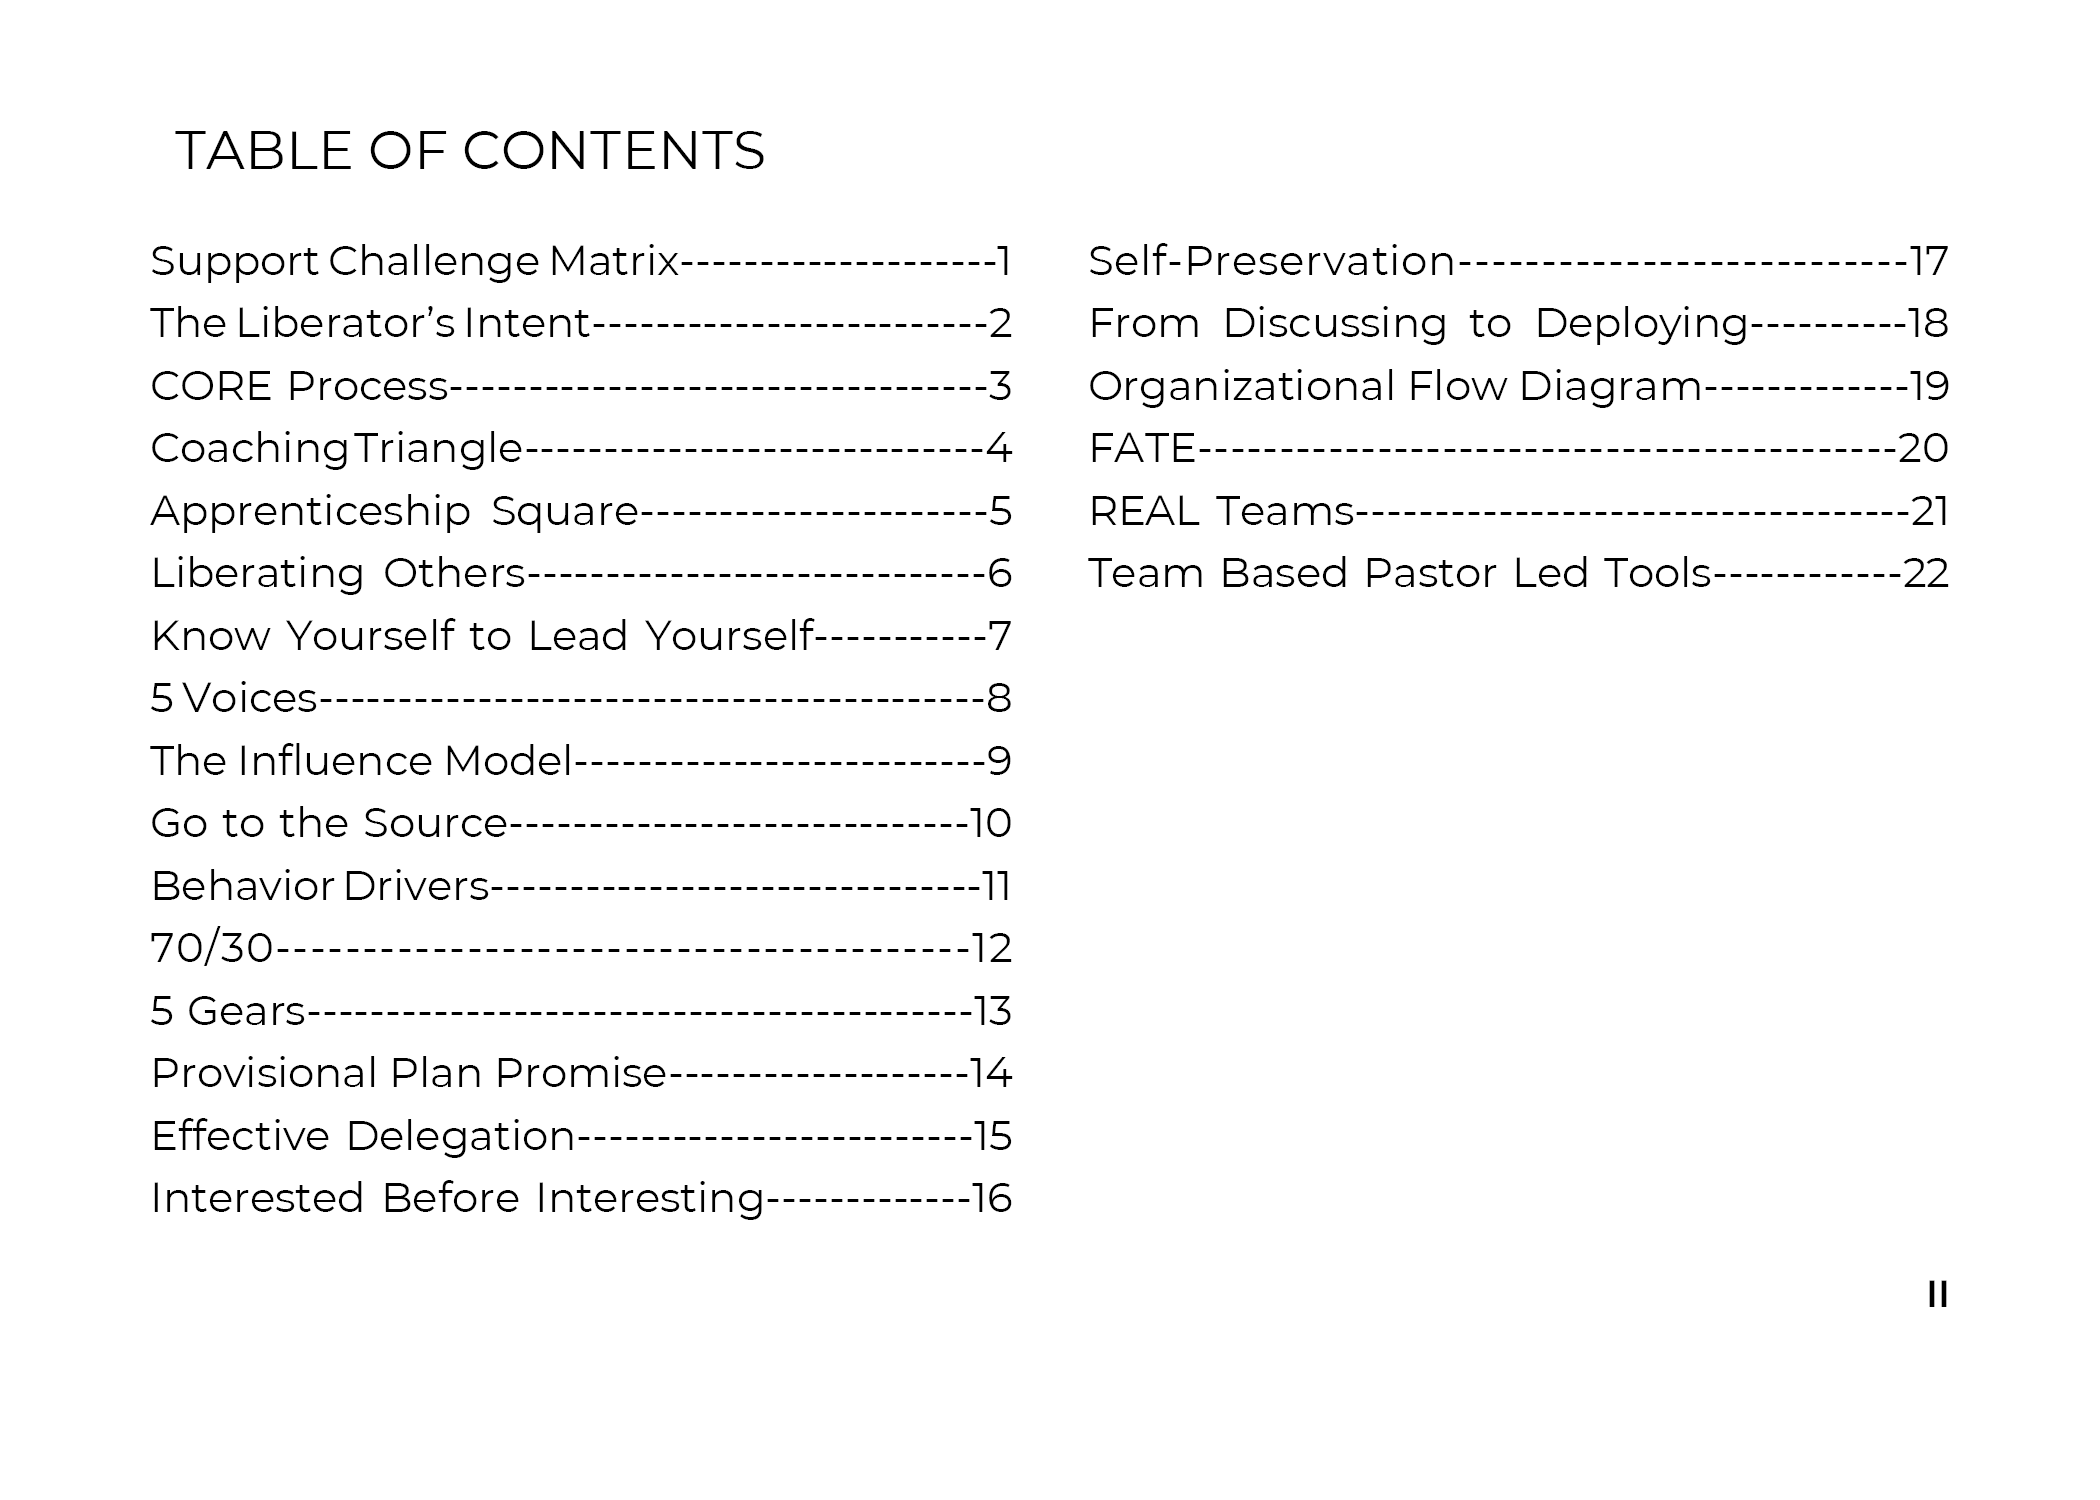 TABLE OF CONTENTS
Support Challenge Matrix--------------------1
The Liberator’s Intent-------------------------2
CORE Process----------------------------------3
Coaching Triangle-----------------------------4
Apprenticeship Square----------------------5
Liberating Others-----------------------------6
Know Yourself to Lead Yourself-----------7
5 Voices------------------------------------------8
The Influence Model--------------------------9
Go to the Source-----------------------------10
Behavior Drivers-------------------------------11
70/30----------------------------------------12
5 Gears------------------------------------------13
Provisional Plan Promise-------------------14
Effective Delegation-------------------------15
Interested Before Interesting-------------16
Self-Preservation---------------------------17
From Discussing to Deploying----------18
Organizational Flow Diagram-------------19
FATE--------------------------------------------20
REAL Teams-----------------------------------21
Team Based Pastor Led Tools------------22
II